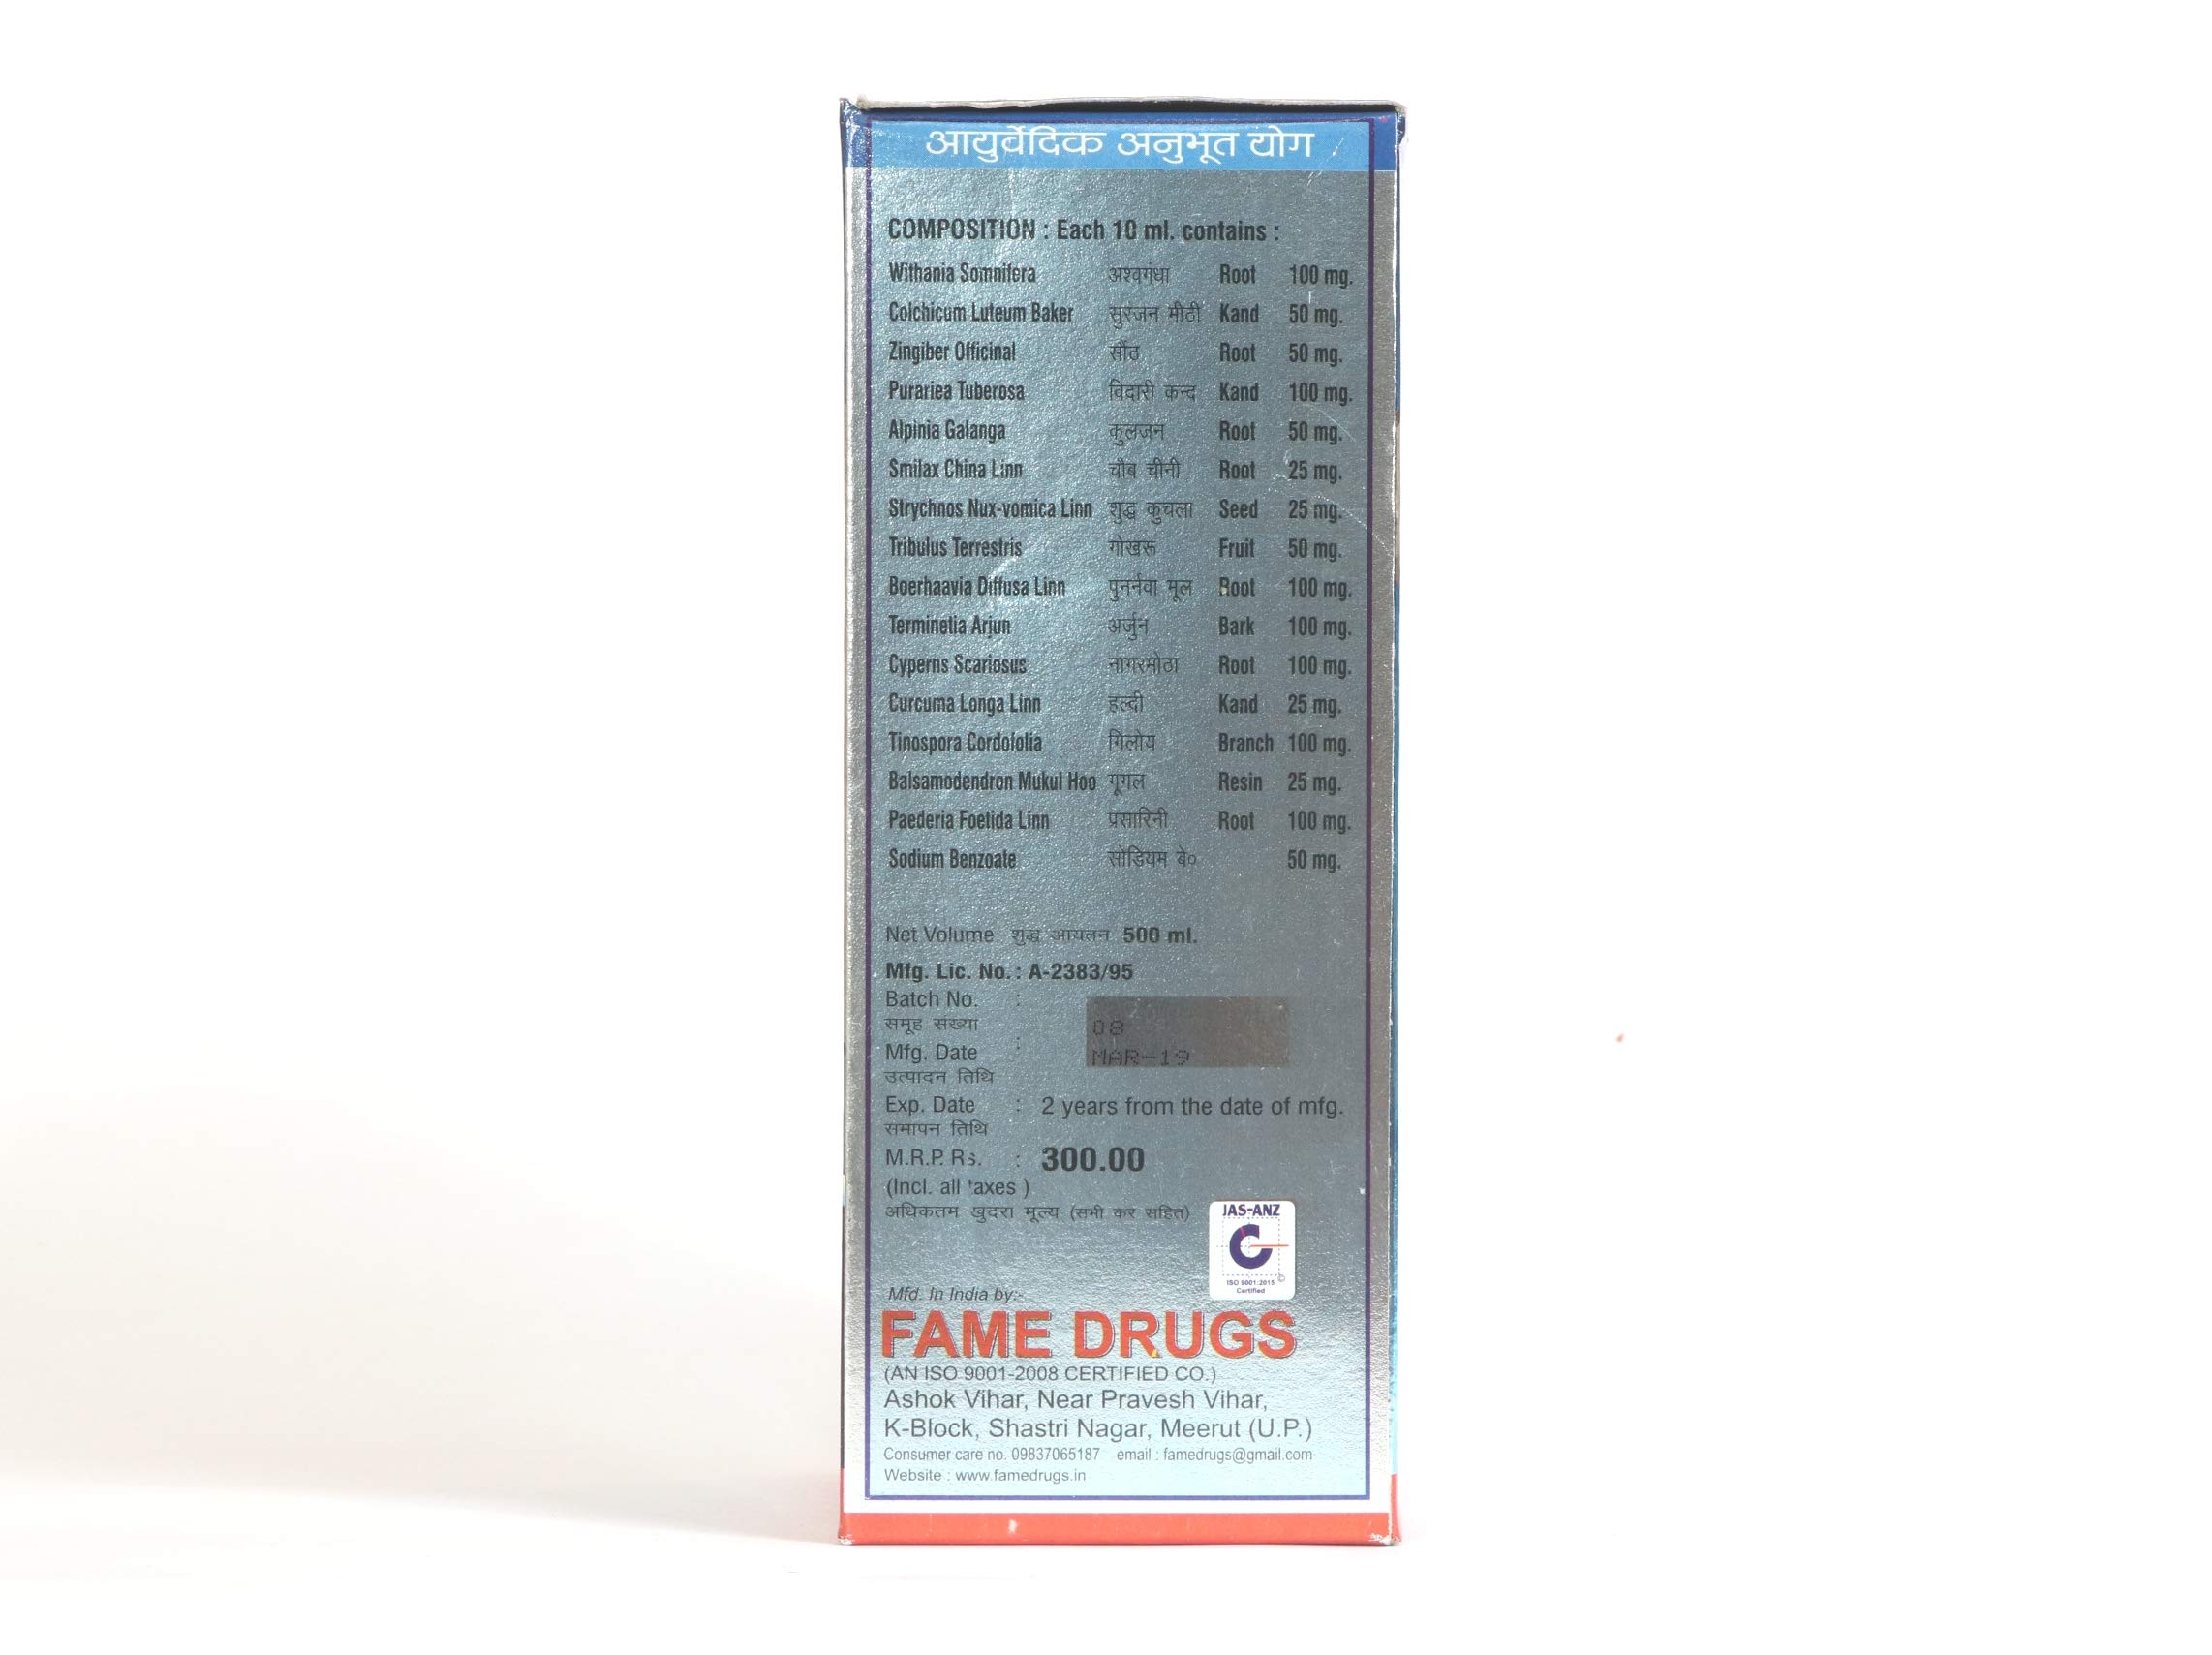 आयुर्वेदिक अनुभूत योग
COMPOSITION : Each 10 ml. contains :
Withania Somnifera अश्वगंधा Root 100 mg.
Colchicum Luteum Baker सुरजन मीठी Kand 50 mg.
Zingiber Officinal सौंठ Root 50 mg.
Purariea Tuberosa विदारी कन्द Kand 100 mg.
Alpinia Galanga कुलजन Root 50 mg.
Smilax China Linn चौब चीनी Root 25 mg.
Strychnos Nux-vomica Linn शुद्ध कुचला Seed 25 mg.
Tribulus Terrestris गोखरू Fruit 50 mg.
Boerhaavia Diffusa Linn पुनर्नवा मूल Root 100 mg.
Terminetia Arjun अर्जुन Bark 100 mg.
Cyperns Scariosus नागरमोठा Root 100 mg.
Curcuma Longa Linn हल्दी Kand 25 mg.
Tinospora Cordofolia गिलोय Branch 100 mg.
Balsamodendron Mukul Hoo गूगल Resin 25 mg.
Paederia Foetida Linn प्रसारिनी Root 100 mg.
Sodium Benzoate सोडियम बे० 50 mg.
Net Volume शुद्ध आयतन 500 ml.
Mfg. Lic. No. : A-2383/95
Batch No. :
समूह संख्या 08
Mfg. Date : MAR-19
उत्पादन तिथि
Exp. Date : 2 years from the date of mfg.
समापन तिथि
M.R.P. Rs. : 300.00
(Incl. all taxes )
अधिकतम खुदरा मूल्य (सभी कर सहित)
JAS-ANZ
C
ISO 9001:2015 ©
Certified
Mfd. In India by:-
FAME DRUGS
(AN ISO 9001-2008 CERTIFIED CO.)
Ashok Vihar, Near Pravesh Vihar,
K-Block, Shastri Nagar, Meerut (U.P.)
Consumer care no. 09837065187 email : famedrugs@gmail.com
Website : www.famedrugs.in